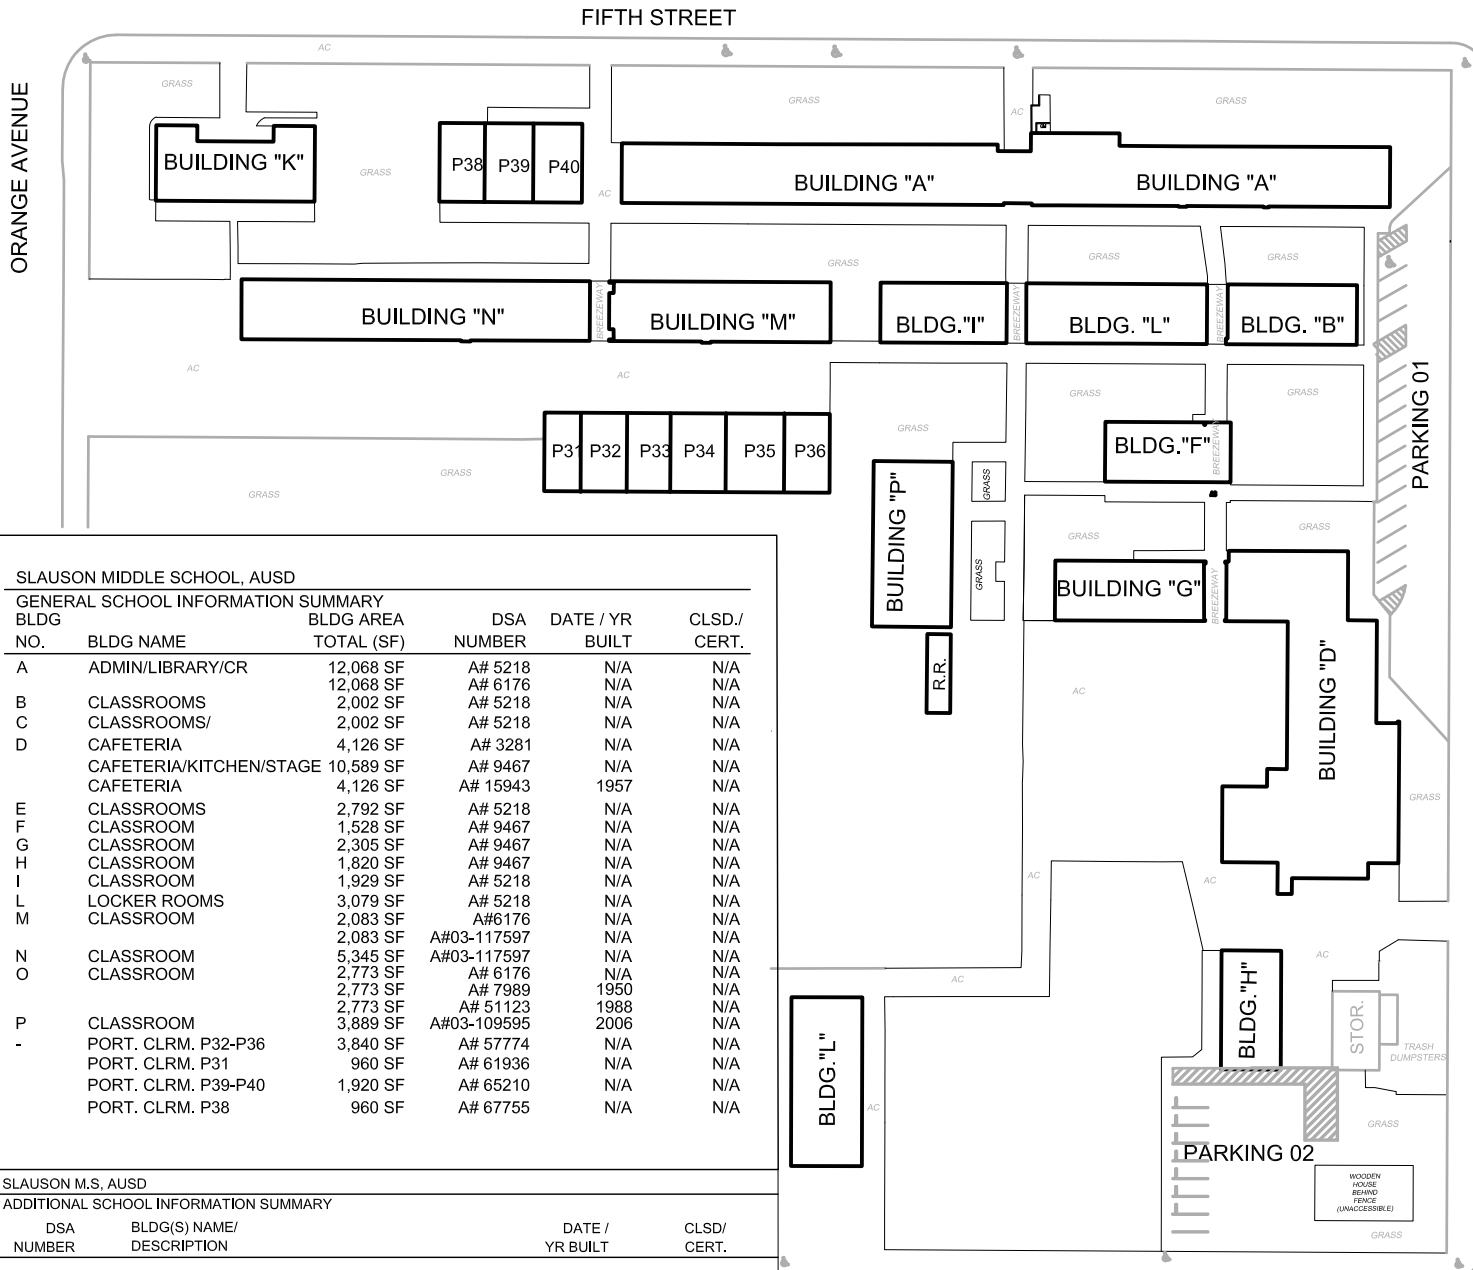 FIFTH STREET
ORANGE AVENUE
AC
GRASS
GRASS
AC
GRASS
BUILDING "K"
GRASS
P38 P39 P40
AC
BUILDING "A" BUILDING "A"
GRASS
GRASS
GRASS
BUILDING "N"
BREEZEWAY
BUILDING "M"
BLDG."I"
BREEZEWAY
BLDG. "L"
BREEZEWAY
BLDG. "B"
PARKING 01
AC
AC
GRASS
GRASS
GRASS
BLDG."F"
BREEZEWAY
P31 P32 P33 P34 P35 P36
GRASS
GRASS
BUILDING "P"
GRASS
GRASS
GRASS
GRASS
BUILDING "G"
BREEZEWAY
BUILDING "D"
R.R.
AC
GRASS
AC
AC
AC
AC
BLDG."H"
STOR.
TRASH
DUMPSTERS
BLDG."L"
AC
GRASS
PARKING 02
WOODEN
HOUSE
BEHIND
FENCE
(UNACCESSIBLE)
GRASS
SLAUSON MIDDLE SCHOOL, AUSD
GENERAL SCHOOL INFORMATION SUMMARY
BLDG BLDG AREA DSA DATE / YR CLSD./
NO. BLDG NAME TOTAL (SF) NUMBER BUILT CERT.
A ADMIN/LIBRARY/CR 12,068 SF A# 5218 N/A N/A
12,068 SF A# 6176 N/A N/A
B CLASSROOMS 2,002 SF A# 5218 N/A N/A
C CLASSROOMS/ 2,002 SF A# 5218 N/A N/A
D CAFETERIA 4,126 SF A# 3281 N/A N/A
CAFETERIA/KITCHEN/STAGE 10,589 SF A# 9467 N/A N/A
CAFETERIA 4,126 SF A# 15943 1957 N/A
E CLASSROOMS 2,792 SF A# 5218 N/A N/A
F CLASSROOM 1,528 SF A# 9467 N/A N/A
G CLASSROOM 2,305 SF A# 9467 N/A N/A
H CLASSROOM 1,820 SF A# 9467 N/A N/A
I CLASSROOM 1,929 SF A# 5218 N/A N/A
L LOCKER ROOMS 3,079 SF A# 5218 N/A N/A
M CLASSROOM 2,083 SF A#6176 N/A N/A
2,083 SF A#03-117597 N/A N/A
N CLASSROOM 5,345 SF A#03-117597 N/A N/A
O CLASSROOM 2,773 SF A# 6176 N/A N/A
2,773 SF A# 7989 1950 N/A
2,773 SF A# 51123 1988 N/A
P CLASSROOM 3,889 SF A#03-109595 2006 N/A
- PORT. CLRM. P32-P36 3,840 SF A# 57774 N/A N/A
PORT. CLRM. P31 960 SF A# 61936 N/A N/A
PORT. CLRM. P39-P40 1,920 SF A# 65210 N/A N/A
PORT. CLRM. P38 960 SF A# 67755 N/A N/A
SLAUSON M.S, AUSD
ADDITIONAL SCHOOL INFORMATION SUMMARY
DSA BLDG(S) NAME/ DATE / CLSD/
NUMBER DESCRIPTION YR BUILT CERT.